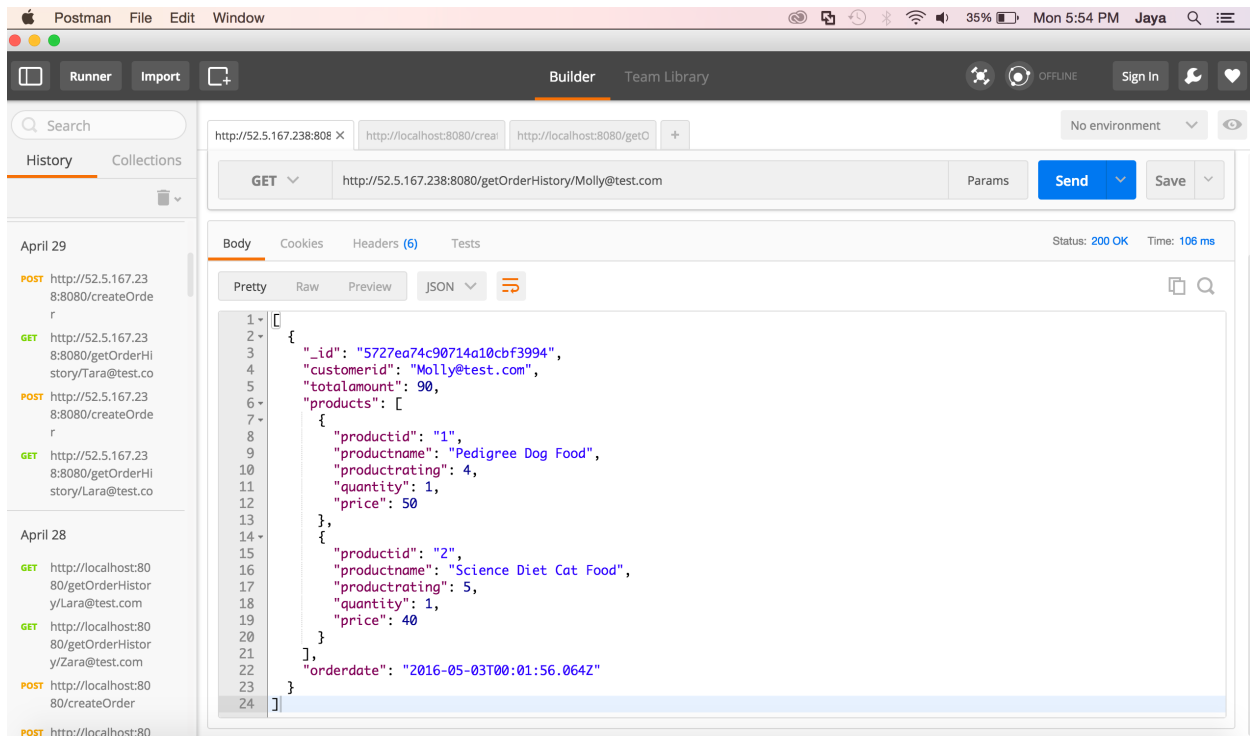 Postman File Edit Window 35% Mon 5:54 PM Jaya
Runner Import Builder Team Library OFFLINE Sign In
Search
History Collections
http://52.5.167.238:808 http://localhost:8080/creat http://localhost:8080/getO +
No environment
GET http://52.5.167.238:8080/getOrderHistory/Molly@test.com Params Send Save
April 29
POST http://52.5.167.23
8:8080/createOrde
r
GET http://52.5.167.23
8:8080/getOrderHi
story/Tara@test.co
POST http://52.5.167.23
8:8080/createOrde
r
GET http://52.5.167.23
8:8080/getOrderHi
story/Lara@test.co
April 28
GET http://localhost:80
80/getOrderHistor
y/Lara@test.com
GET http://localhost:80
80/getOrderHistor
y/Zara@test.com
POST http://localhost:80
80/createOrder
POST http://localhost:80
Body Cookies Headers (6) Tests Status: 200 OK Time: 106 ms
Pretty Raw Preview JSON
1 [
2 {
3 "_id": "5727ea74c90714a10cbf3994",
4 "customerid": "Molly@test.com",
5 "totalamount": 90,
6 "products": [
7 {
8 "productid": "1",
9 "productname": "Pedigree Dog Food",
10 "productrating": 4,
11 "quantity": 1,
12 "price": 50
13 },
14 {
15 "productid": "2",
16 "productname": "Science Diet Cat Food",
17 "productrating": 5,
18 "quantity": 1,
19 "price": 40
20 }
21 ],
22 "orderdate": "2016-05-03T00:01:56.064Z"
23 }
24 ]